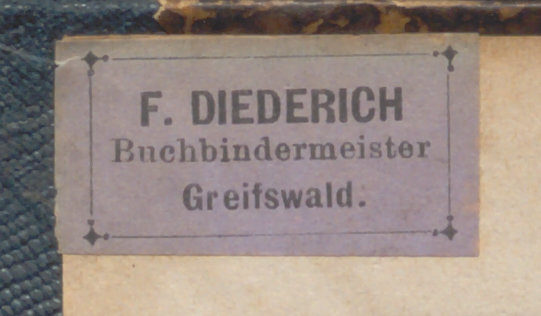 F. DIEDERICH
Buchbindermeister
Greifswald.